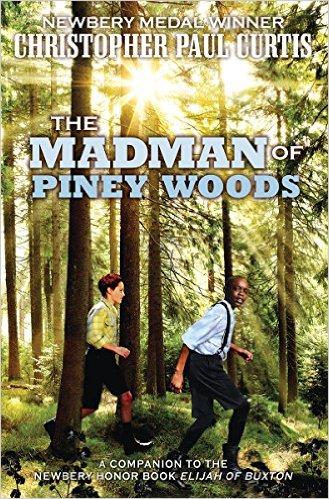 NEWBERY MEDAL WINNER
CHRISTOPHER PAUL CURTIS
THE
MADMAN OF
PINEY WOODS
A COMPANION TO THE
NEWBERY HONOR BOOK ELIJAH OF BUXTON